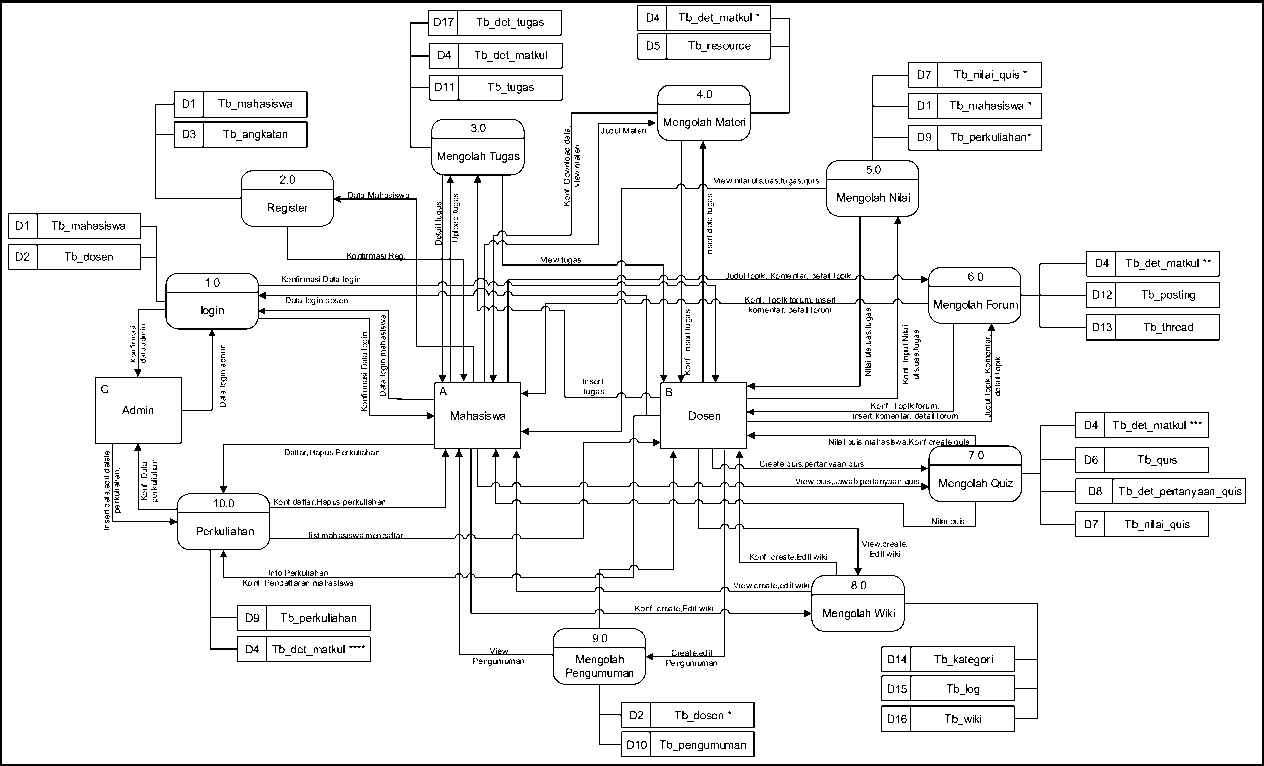 D17 Tb_det_tugas
D4 Tb_det_matkul
D11 Tb_tugas
D4 Tb_det_matkul *
D5 Tb_resource
D7 Tb_nilai_quis *
D1 Tb_mahasiswa *
D9 Tb_perkuliahan*
D1 Tb_mahasiswa
D3 Tb_angkatan
3.0
Mengolah Tugas
4.0
Mengolah Materi
Judul Materi
Konf. Download data,
view materi
5.0
Mengolah Nilai
View nilai uts,uas,tugas,quis
2.0
Register
Data Mahasiswa
Konfirmasi Reg.
Detail tugas
Upload tugas
View tugas
Insert data tugas
D1 Tb_mahasiswa
D2 Tb_dosen
1.0
login
Konfirmasi Data login
Data login dosen
Konfirmasi
data admin
Data login admin
Konfirmasi Data login
Data login mahasiswa
Judul topik, Komentar, detail topik
Konf. Topik forum, insert
komentar, detail forum
6.0
Mengolah Forum
D4 Tb_det_matkul **
D12 Tb_posting
D13 Tb_thread
Konf. insert tugas
Nilai uts,uas,tugas
Konf. Input Nilai
uts,uas,tugas
Judul topik, Komentar,
detail topik
C
Admin
A
Mahasiswa
Insert
tugas
B
Dosen
Konf. Topik forum,
Insert komentar, detail forum
Nilai quis mahasiswa,Konf create quis
Daftar,Hapus Perkuliahan
Create quis,pertanyaan quis
View quis,jawab pertanyaan quis
Nilai quis
7.0
Mengolah Quiz
D4 Tb_det_matkul ***
D6 Tb_quis
D8 Tb_det_pertanyaan_quis
D7 Tb_nilai_quis
Konf. Data
perkuliahan
10.0
Perkuliahan
Konf daftar,Hapus perkuliahan
list mahasiswa mendaftar
Info Perkuliahan
Konf. Pendaftaran mahasiswa
View,create,
Edit wiki
Konf. create,Edit wiki
View,create,edit wiki
Konf. create,Edit wiki
8.0
Mengolah Wiki
D9 Tb_perkuliahan
D4 Tb_det_matkul ****
9.0
Mengolah
Pengumuman
View
Pengumuman
Create,edit
Pengumuman
D14 Tb_kategori
D15 Tb_log
D16 Tb_wiki
D2 Tb_dosen *
D10 Tb_pengumuman